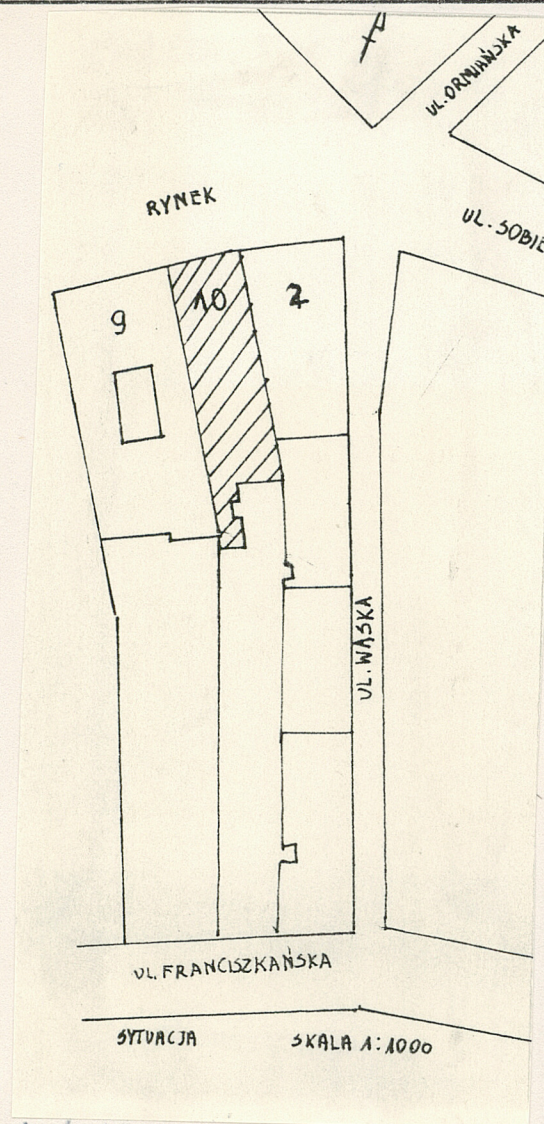 UL. ORMIAŃSKA
RYNEK
UL. SOBIE
9
10
2
UL. WĄSKA
UL. FRANCISZKAŃSKA
SYTUACJA
SKALA 1:1000